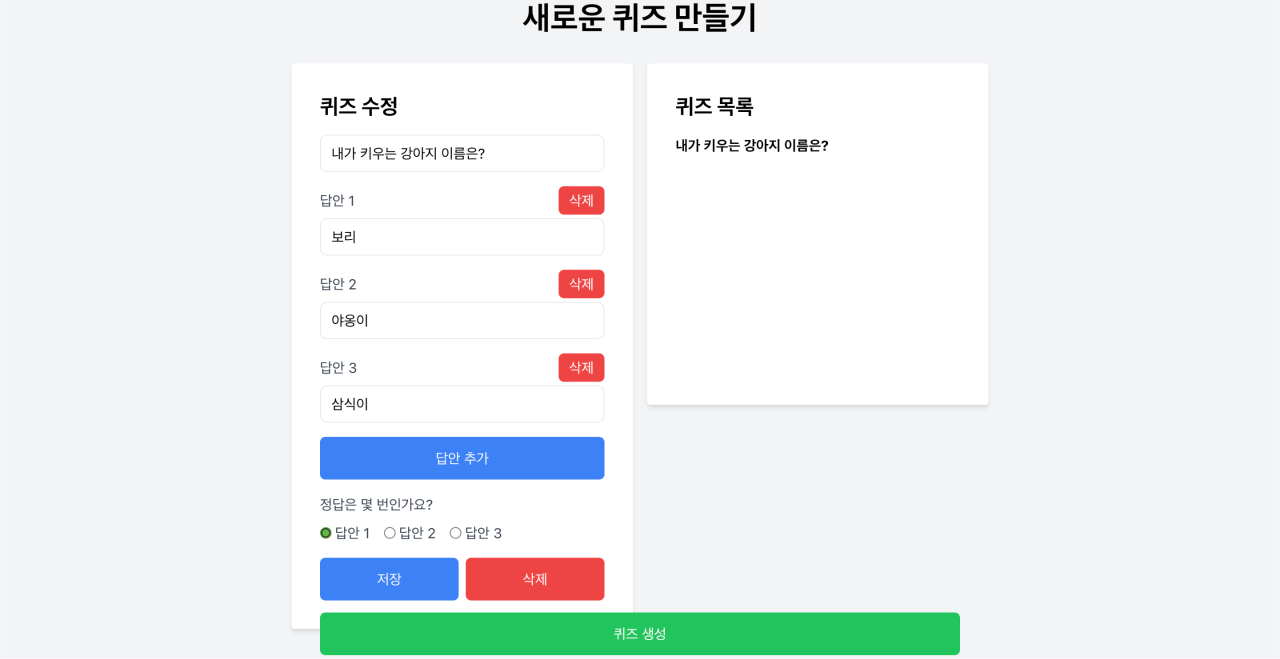 새로운 퀴즈 만들기
퀴즈 수정
내가 키우는 강아지 이름은?
답안 1 삭제
보리
답안 2 삭제
야옹이
답안 3 삭제
삼식이
답안 추가
정답은 몇 번인가요?
답안 1 답안 2 답안 3
저장 삭제
퀴즈 목록
내가 키우는 강아지 이름은?
퀴즈 생성